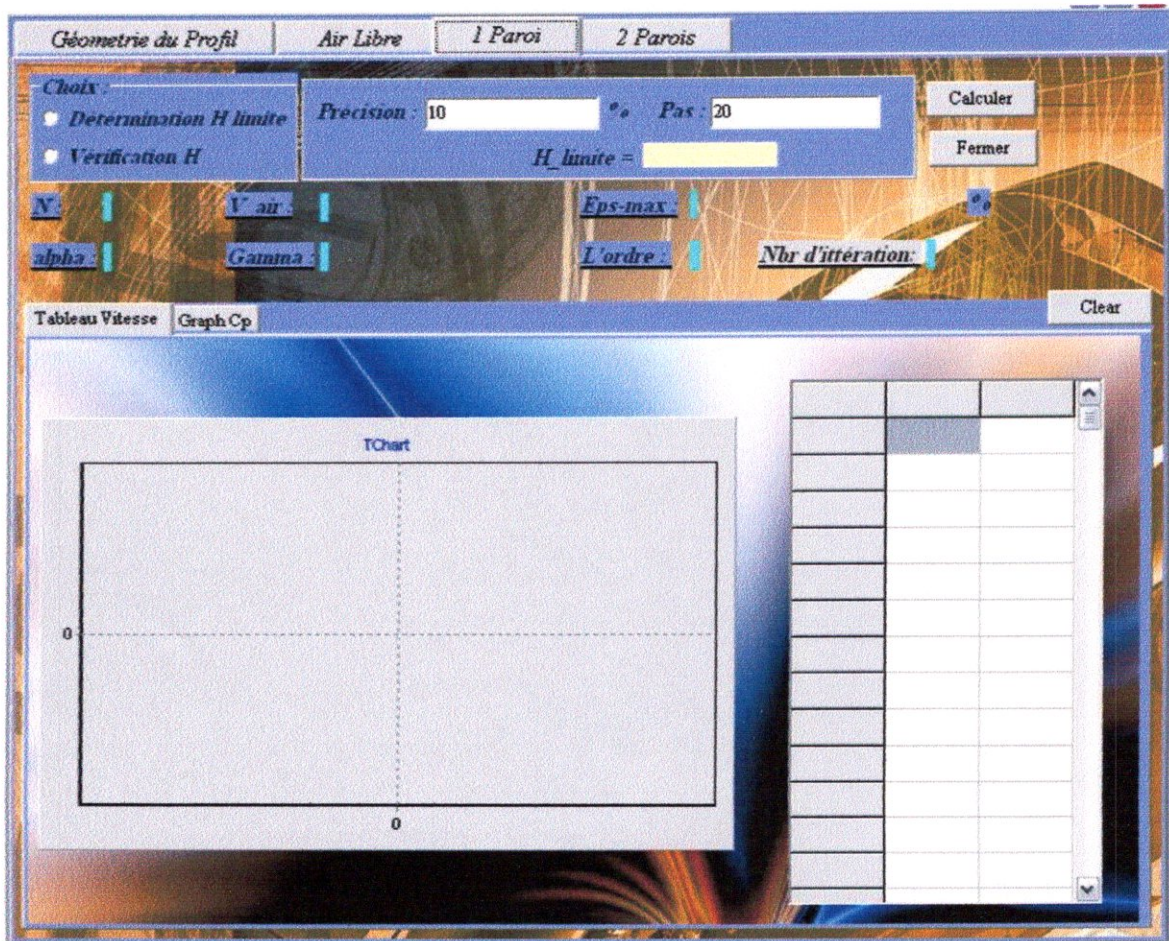 Géometrie du Profil Air Libre 1 Paroi 2 Parois
Choix :
Détermination H limite
Vérification H
Précision : 10 % Pas : 20
H_limite =
Calculer
Fermer
N : V_air : Eps-max : %
alpha : Gamma : L'ordre : Nbr d'ittération:
Clear
Tableau Vitesse Graph Cp
TChart
0
0